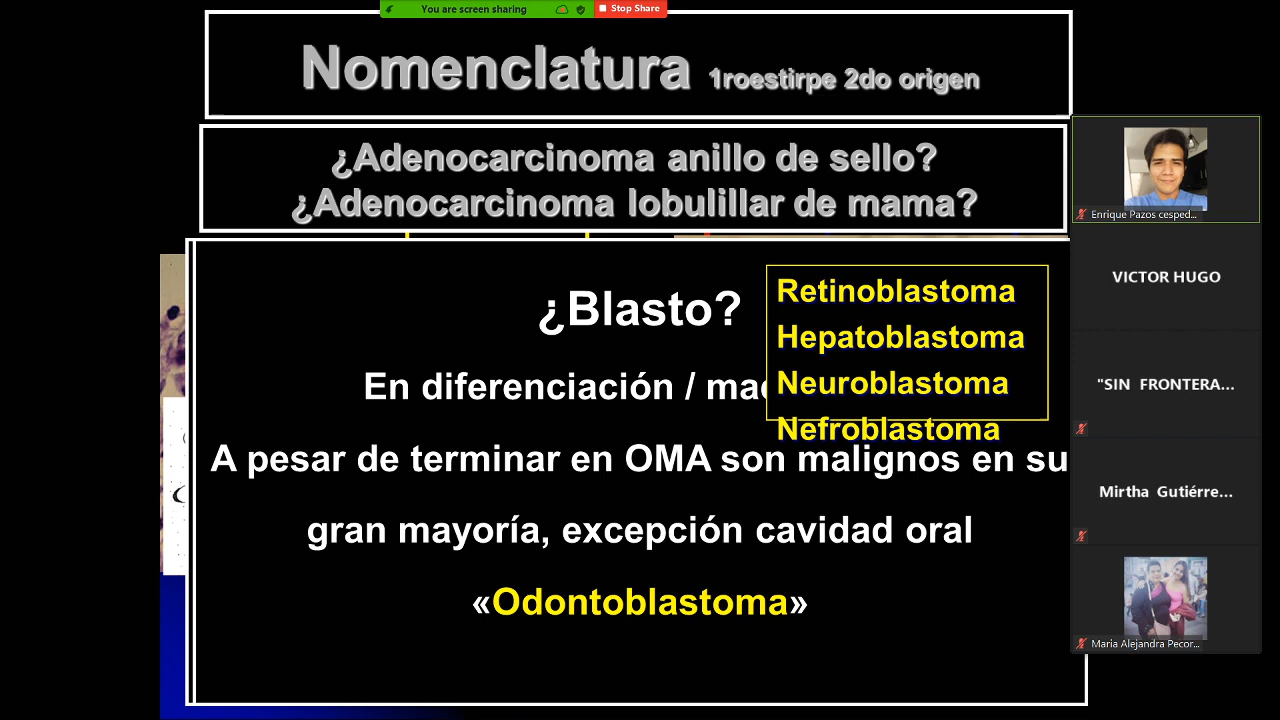 You are screen sharing
Stop Share
Nomenclatura 1roestirpe 2do origen
¿Adenocarcinoma anillo de sello?
¿Adenocarcinoma lobulillar de mama?
¿Blasto?
Retinoblastoma
Hepatoblastoma
Neuroblastoma
Nefroblastoma
En diferenciación /
A pesar de terminar en OMA son malignos en su
gran mayoría, excepción cavidad oral
«Odontoblastoma»
Enrique Pazos cesped...
VICTOR HUGO
"SIN FRONTERA...
Mirtha Gutiérre...
Maria Alejandra Pecor...